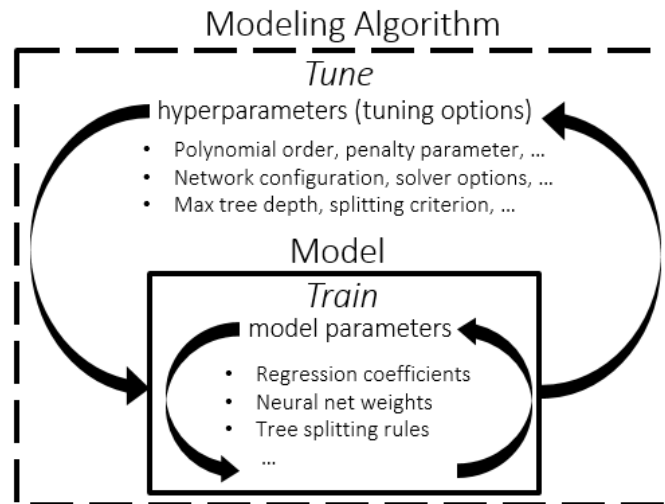 Modeling Algorithm
Tune
hyperparameters (tuning options)
• Polynomial order, penalty parameter, ...
• Network configuration, solver options, ...
• Max tree depth, splitting criterion, ...
Model
Train
model parameters
• Regression coefficients
• Neural net weights
• Tree splitting rules
...